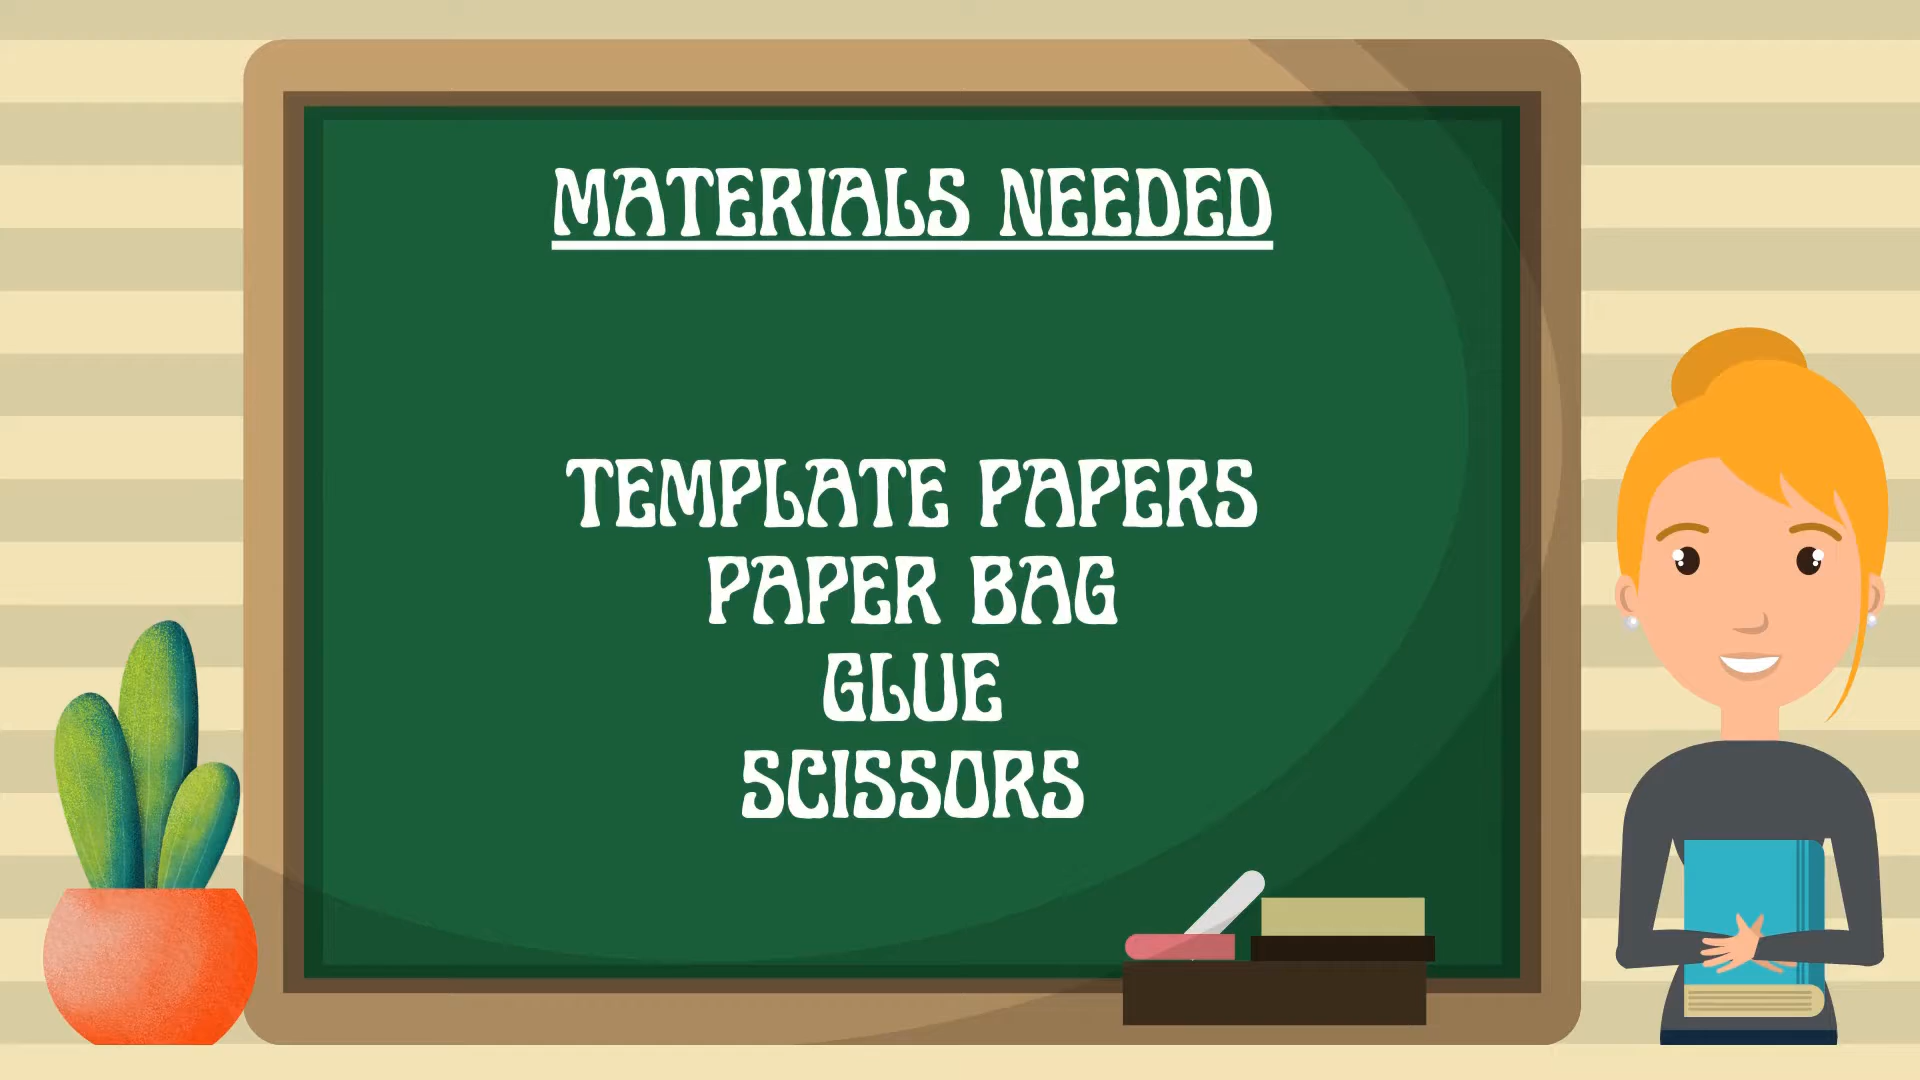 MATERIALS NEEDED
TEMPLATE PAPERS
PAPER BAG
GLUE
SCISSORS